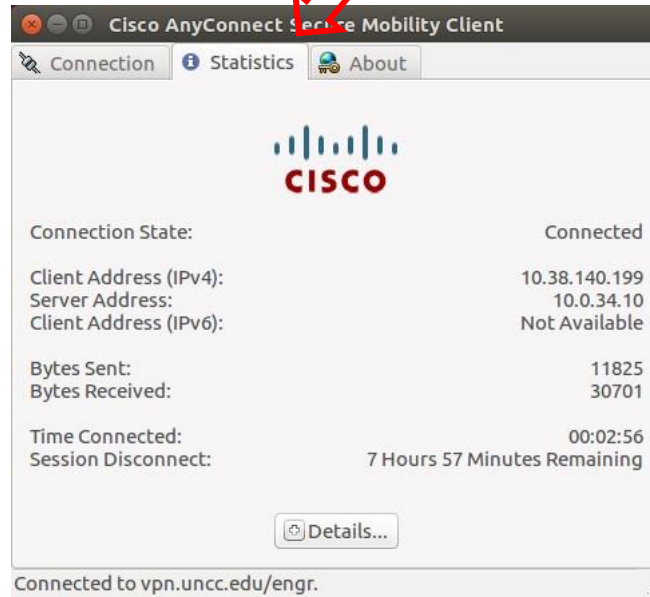 Cisco AnyConnect Secure Mobility Client
Connection Statistics About
CISCO
Connection State: Connected
Client Address (IPv4): 10.38.140.199
Server Address: 10.0.34.10
Client Address (IPv6): Not Available
Bytes Sent: 11825
Bytes Received: 30701
Time Connected: 00:02:56
Session Disconnect: 7 Hours 57 Minutes Remaining
Details...
Connected to vpn.uncc.edu/engr.